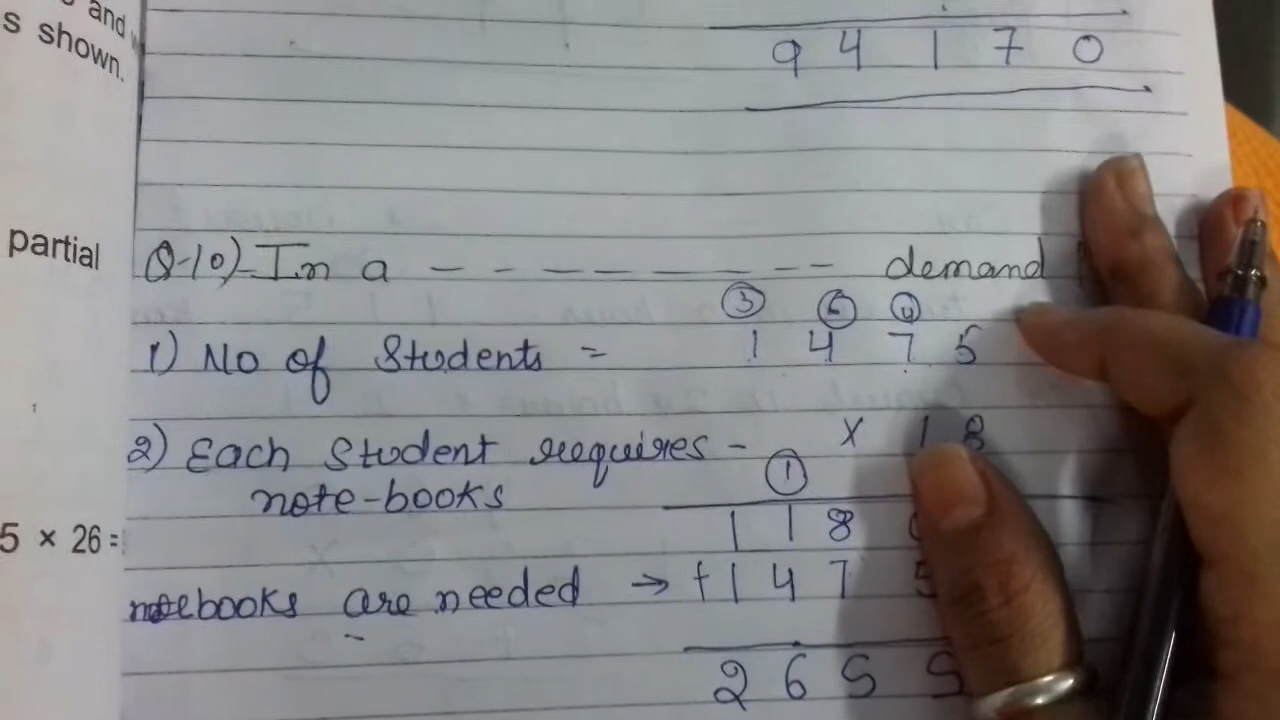 and
s shown.
9 4 1 7 0
partial
Q-10) In a - - - - - - - - - demand
3 6 4
1) No of Students = 1 4 7 5
2) Each Student requires - × 1 8
note-books
1
5 × 26 =
1 1 8
notebooks are needed → + 1 4 7 5
2 6 5 5